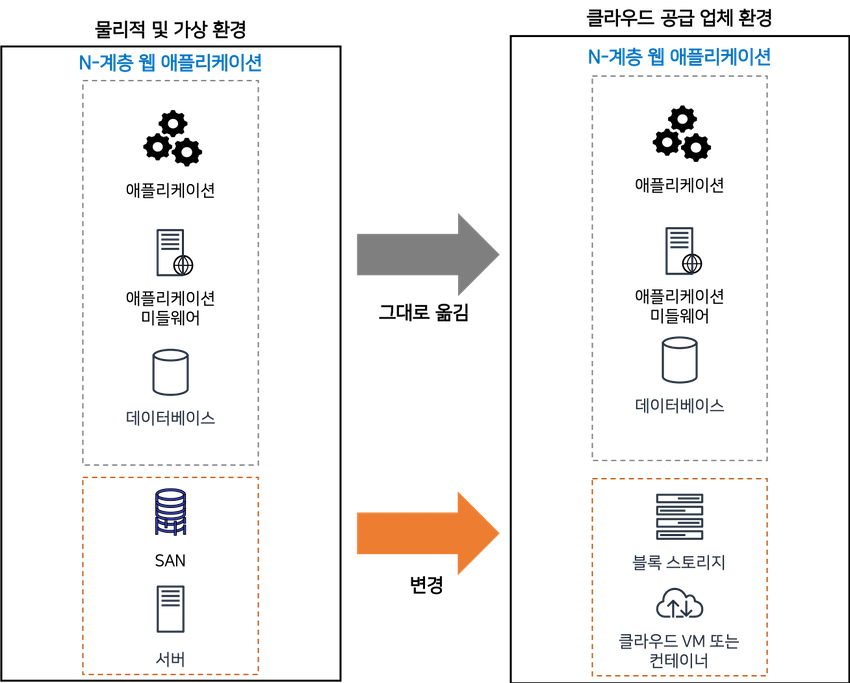 물리적 및 가상 환경
N-계층 웹 애플리케이션
애플리케이션
애플리케이션
미들웨어
데이터베이스
SAN
서버
그대로 옮김
변경
클라우드 공급 업체 환경
N-계층 웹 애플리케이션
애플리케이션
애플리케이션
미들웨어
데이터베이스
블록 스토리지
클라우드 VM 또는
컨테이너